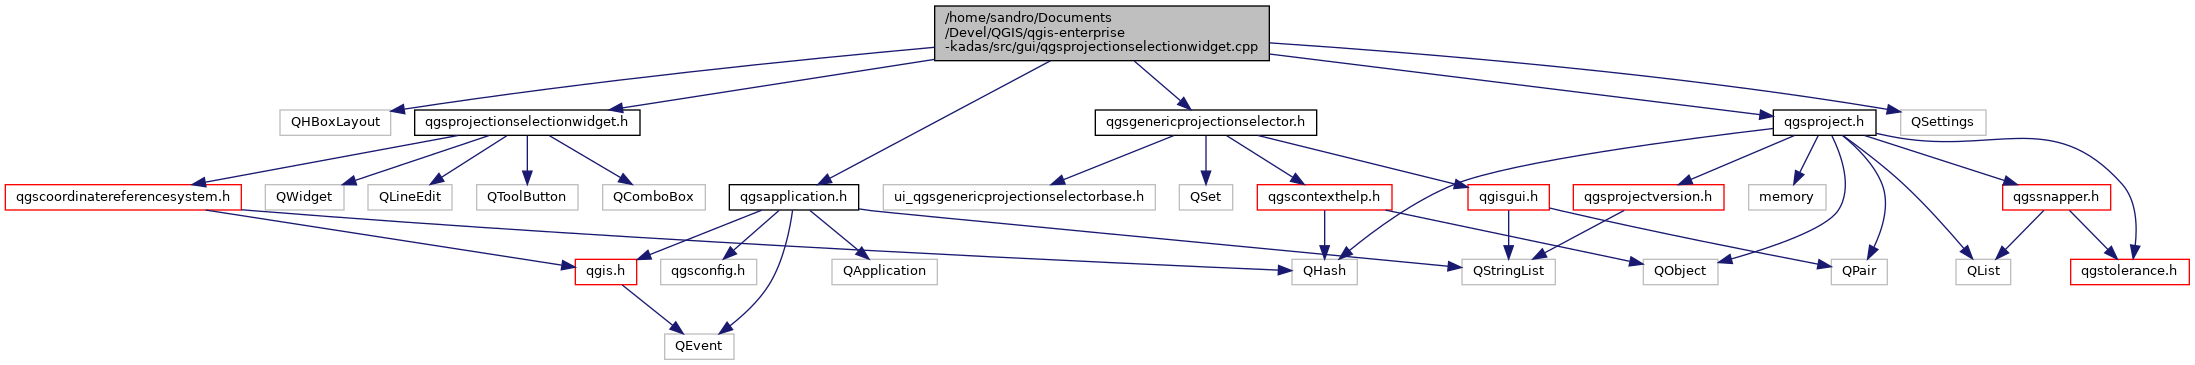 /home/sandro/Documents
/Devel/QGIS/qgis-enterprise
-kadas/src/gui/qgsprojectionselectionwidget.cpp
QHBoxLayout
qgsprojectionselectionwidget.h
qgsgenericprojectionselector.h
qgsproject.h
QSettings
qgscoordinatereferencesystem.h
QWidget
QLineEdit
QToolButton
QComboBox
qgsapplication.h
ui_qgsgenericprojectionselectorbase.h
QSet
qgscontexthelp.h
qgisgui.h
qgsprojectversion.h
memory
qgssnapper.h
qgis.h
qgsconfig.h
QApplication
QHash
QStringList
QObject
QPair
QList
qgstolerance.h
QEvent